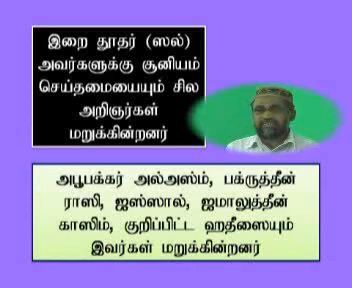 இறை தூதர் (ஸல்)
அவர்களுக்கு சூனியம்
செய்தமையையும் சில
அறிஞர்கள்
மறுக்கின்றனர்
அபூபக்கர் அல்அஸ்ம், பக்ருத்தீன்
ராஸி, ஜஸ்ஸால், ஜமாலுத்தீன்
காஸிம், குறிப்பிட்ட ஹதீஸையும்
இவர்கள் மறுக்கின்றனர்